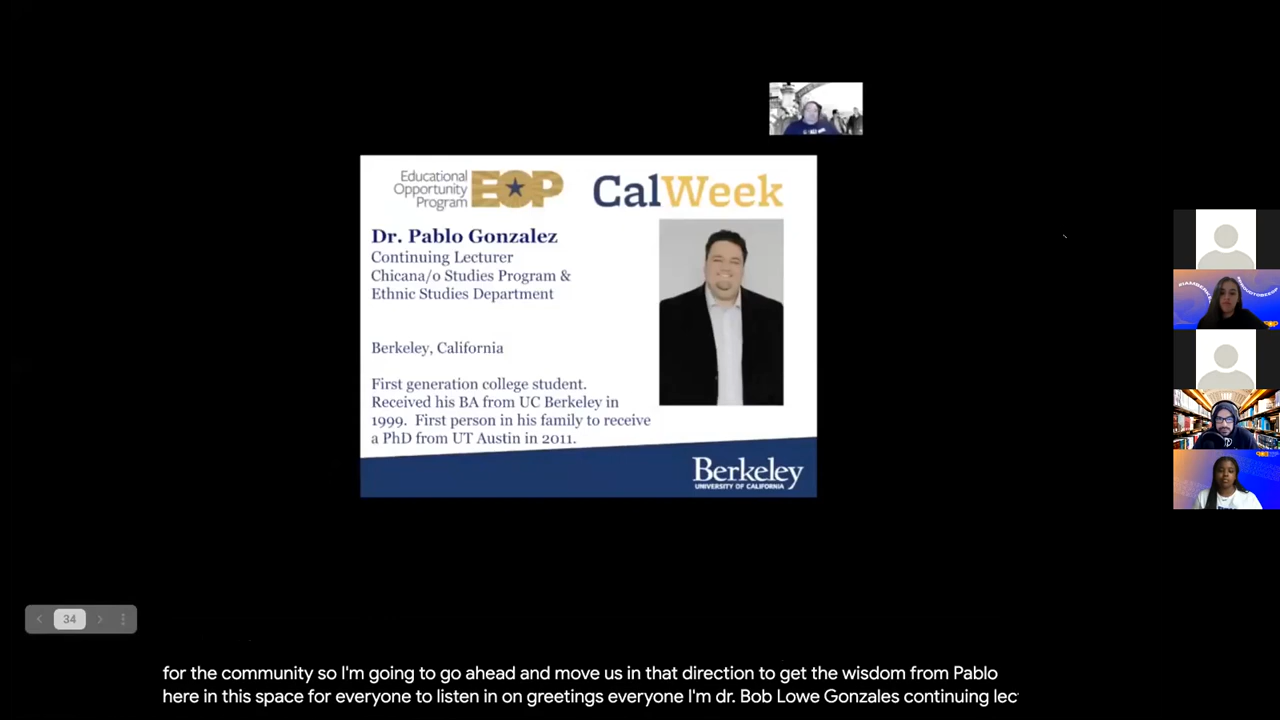 Educational
Opportunity
Program
EOP
CalWeek
Dr. Pablo Gonzalez
Continuing Lecturer
Chicana/o Studies Program &
Ethnic Studies Department
Berkeley, California
First generation college student.
Received his BA from UC Berkeley in
1999. First person in his family to receive
a PhD from UT Austin in 2011.
Berkeley
UNIVERSITY OF CALIFORNIA
34
for the community so I'm going to go ahead and move us in that direction to get the wisdom from Pablo
here in this space for everyone to listen in on greetings everyone I'm dr. Bob Lowe Gonzales continuing lec